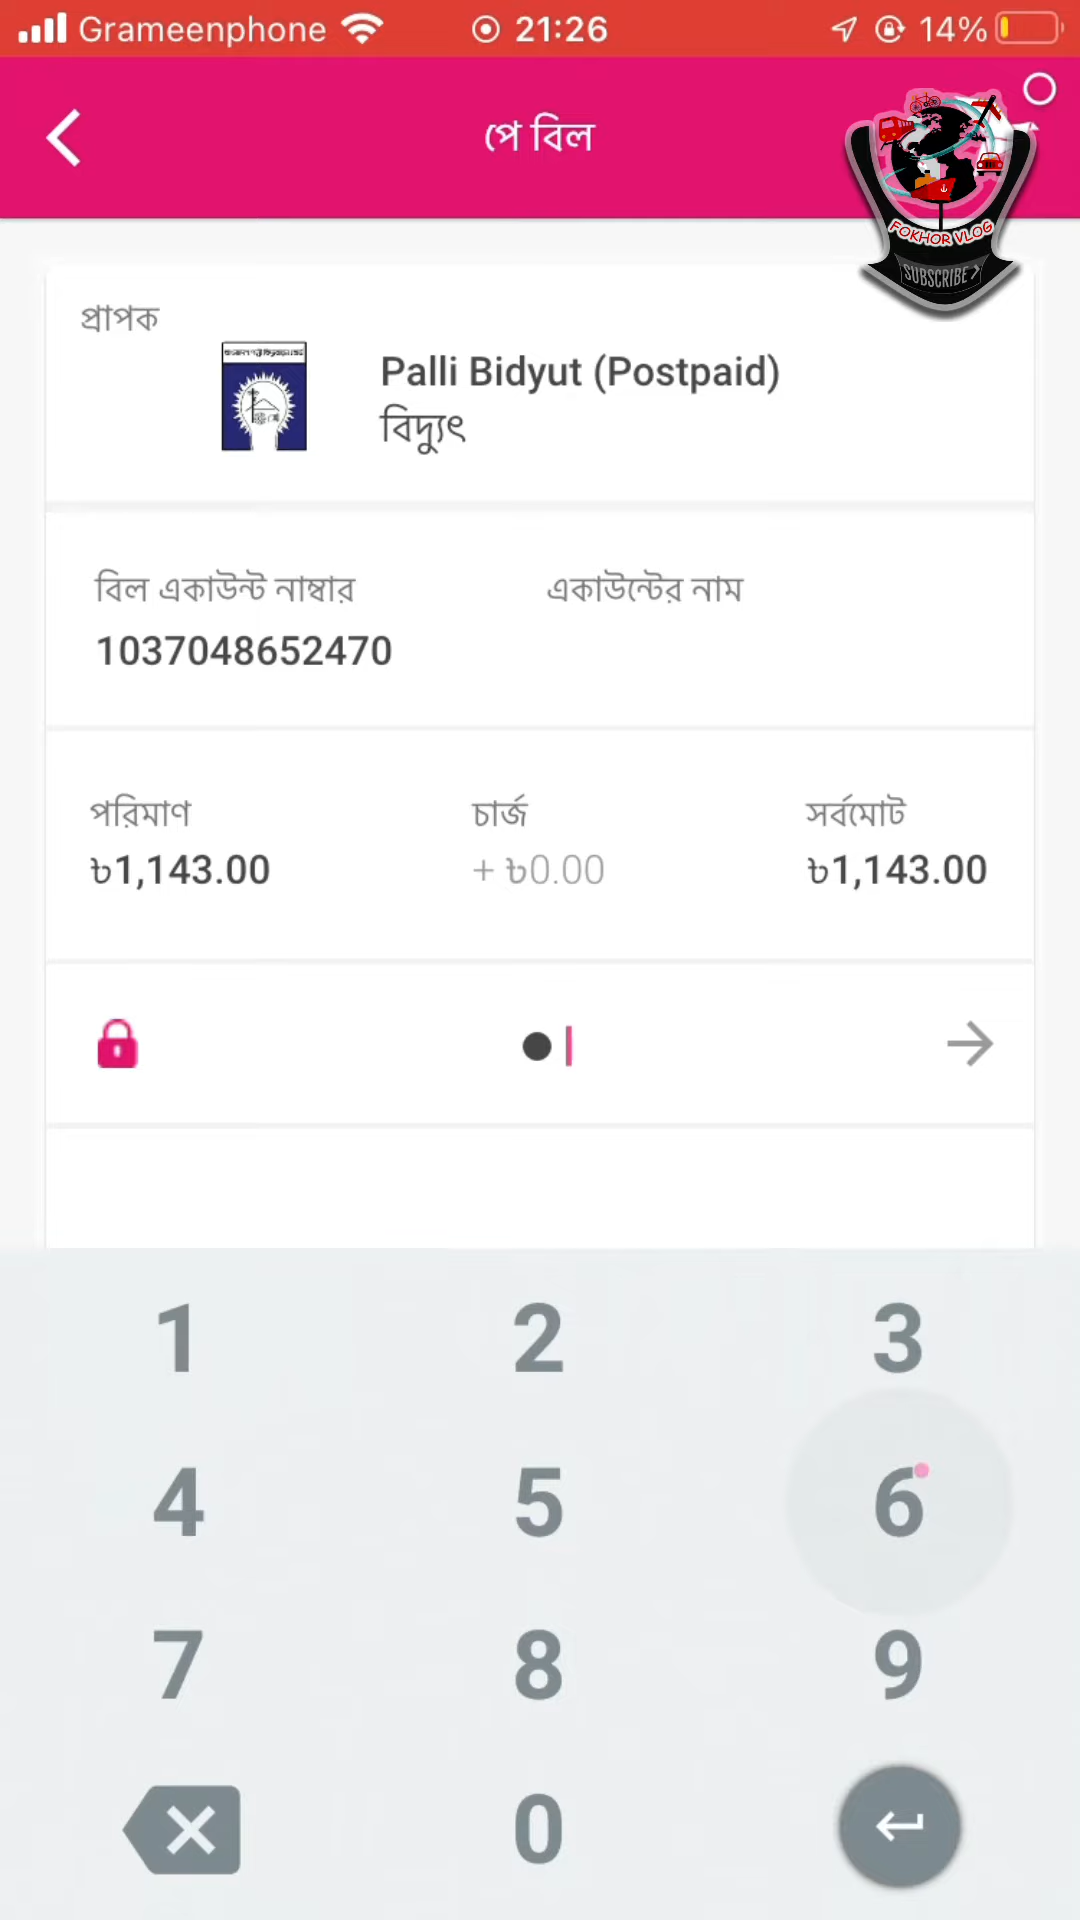 Grameenphone 21:26 14%
পে বিল
FOKHOR VLOG
SUBSCRIBE
প্রাপক
Palli Bidyut (Postpaid)
বিদ্যুৎ
বিল একাউন্ট নাম্বার একাউন্টের নাম
1037048652470
পরিমাণ চার্জ সর্বমোট
৳1,143.00 + ৳0.00 ৳1,143.00
1 2 3
4 5 6
7 8 9
0